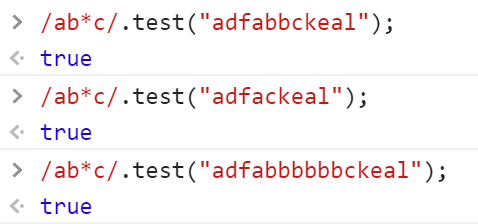 > /ab*c/.test("adfabbckeal");
<· true
> /ab*c/.test("adfackeal");
<· true
> /ab*c/.test("adfabbbbbbckeal");
<· true